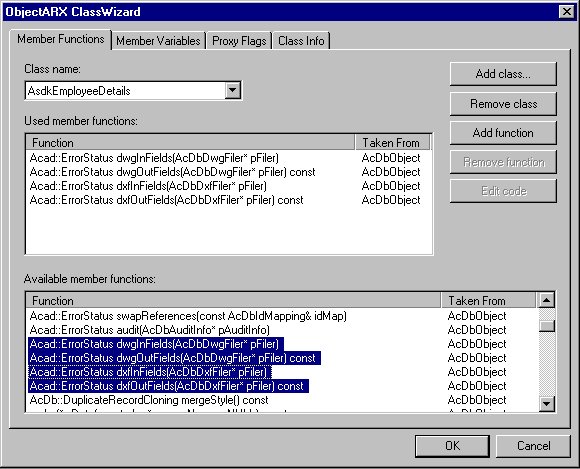 ObjectARX ClassWizard
Member Functions Member Variables Proxy Flags Class Info
Class name:
AsdkEmployeeDetails
Add class...
Remove class
Used member functions:
Add function
Function Taken From
Acad::ErrorStatus dwgInFields(AcDbDwgFiler* pFiler) AcDbObject
Remove function
Acad::ErrorStatus dwgOutFields(AcDbDwgFiler* pFiler) const AcDbObject
Acad::ErrorStatus dxfInFields(AcDbDxfFiler* pFiler) AcDbObject
Edit code
Acad::ErrorStatus dxfOutFields(AcDbDxfFiler* pFiler) const AcDbObject
Available member functions:
Function Taken From
Acad::ErrorStatus swapReferences(const AcDbIdMapping& idMap) AcDbObject
Acad::ErrorStatus audit(AcDbAuditInfo* pAuditInfo) AcDbObject
Acad::ErrorStatus dwgInFields(AcDbDwgFiler* pFiler) AcDbObject
Acad::ErrorStatus dwgOutFields(AcDbDwgFiler* pFiler) const AcDbObject
Acad::ErrorStatus dxfInFields(AcDbDxfFiler* pFiler) AcDbObject
Acad::ErrorStatus dxfOutFields(AcDbDxfFiler* pFiler) const AcDbObject
AcDb::DuplicateRecordCloning mergeStyle() const AcDbObject
OK Cancel